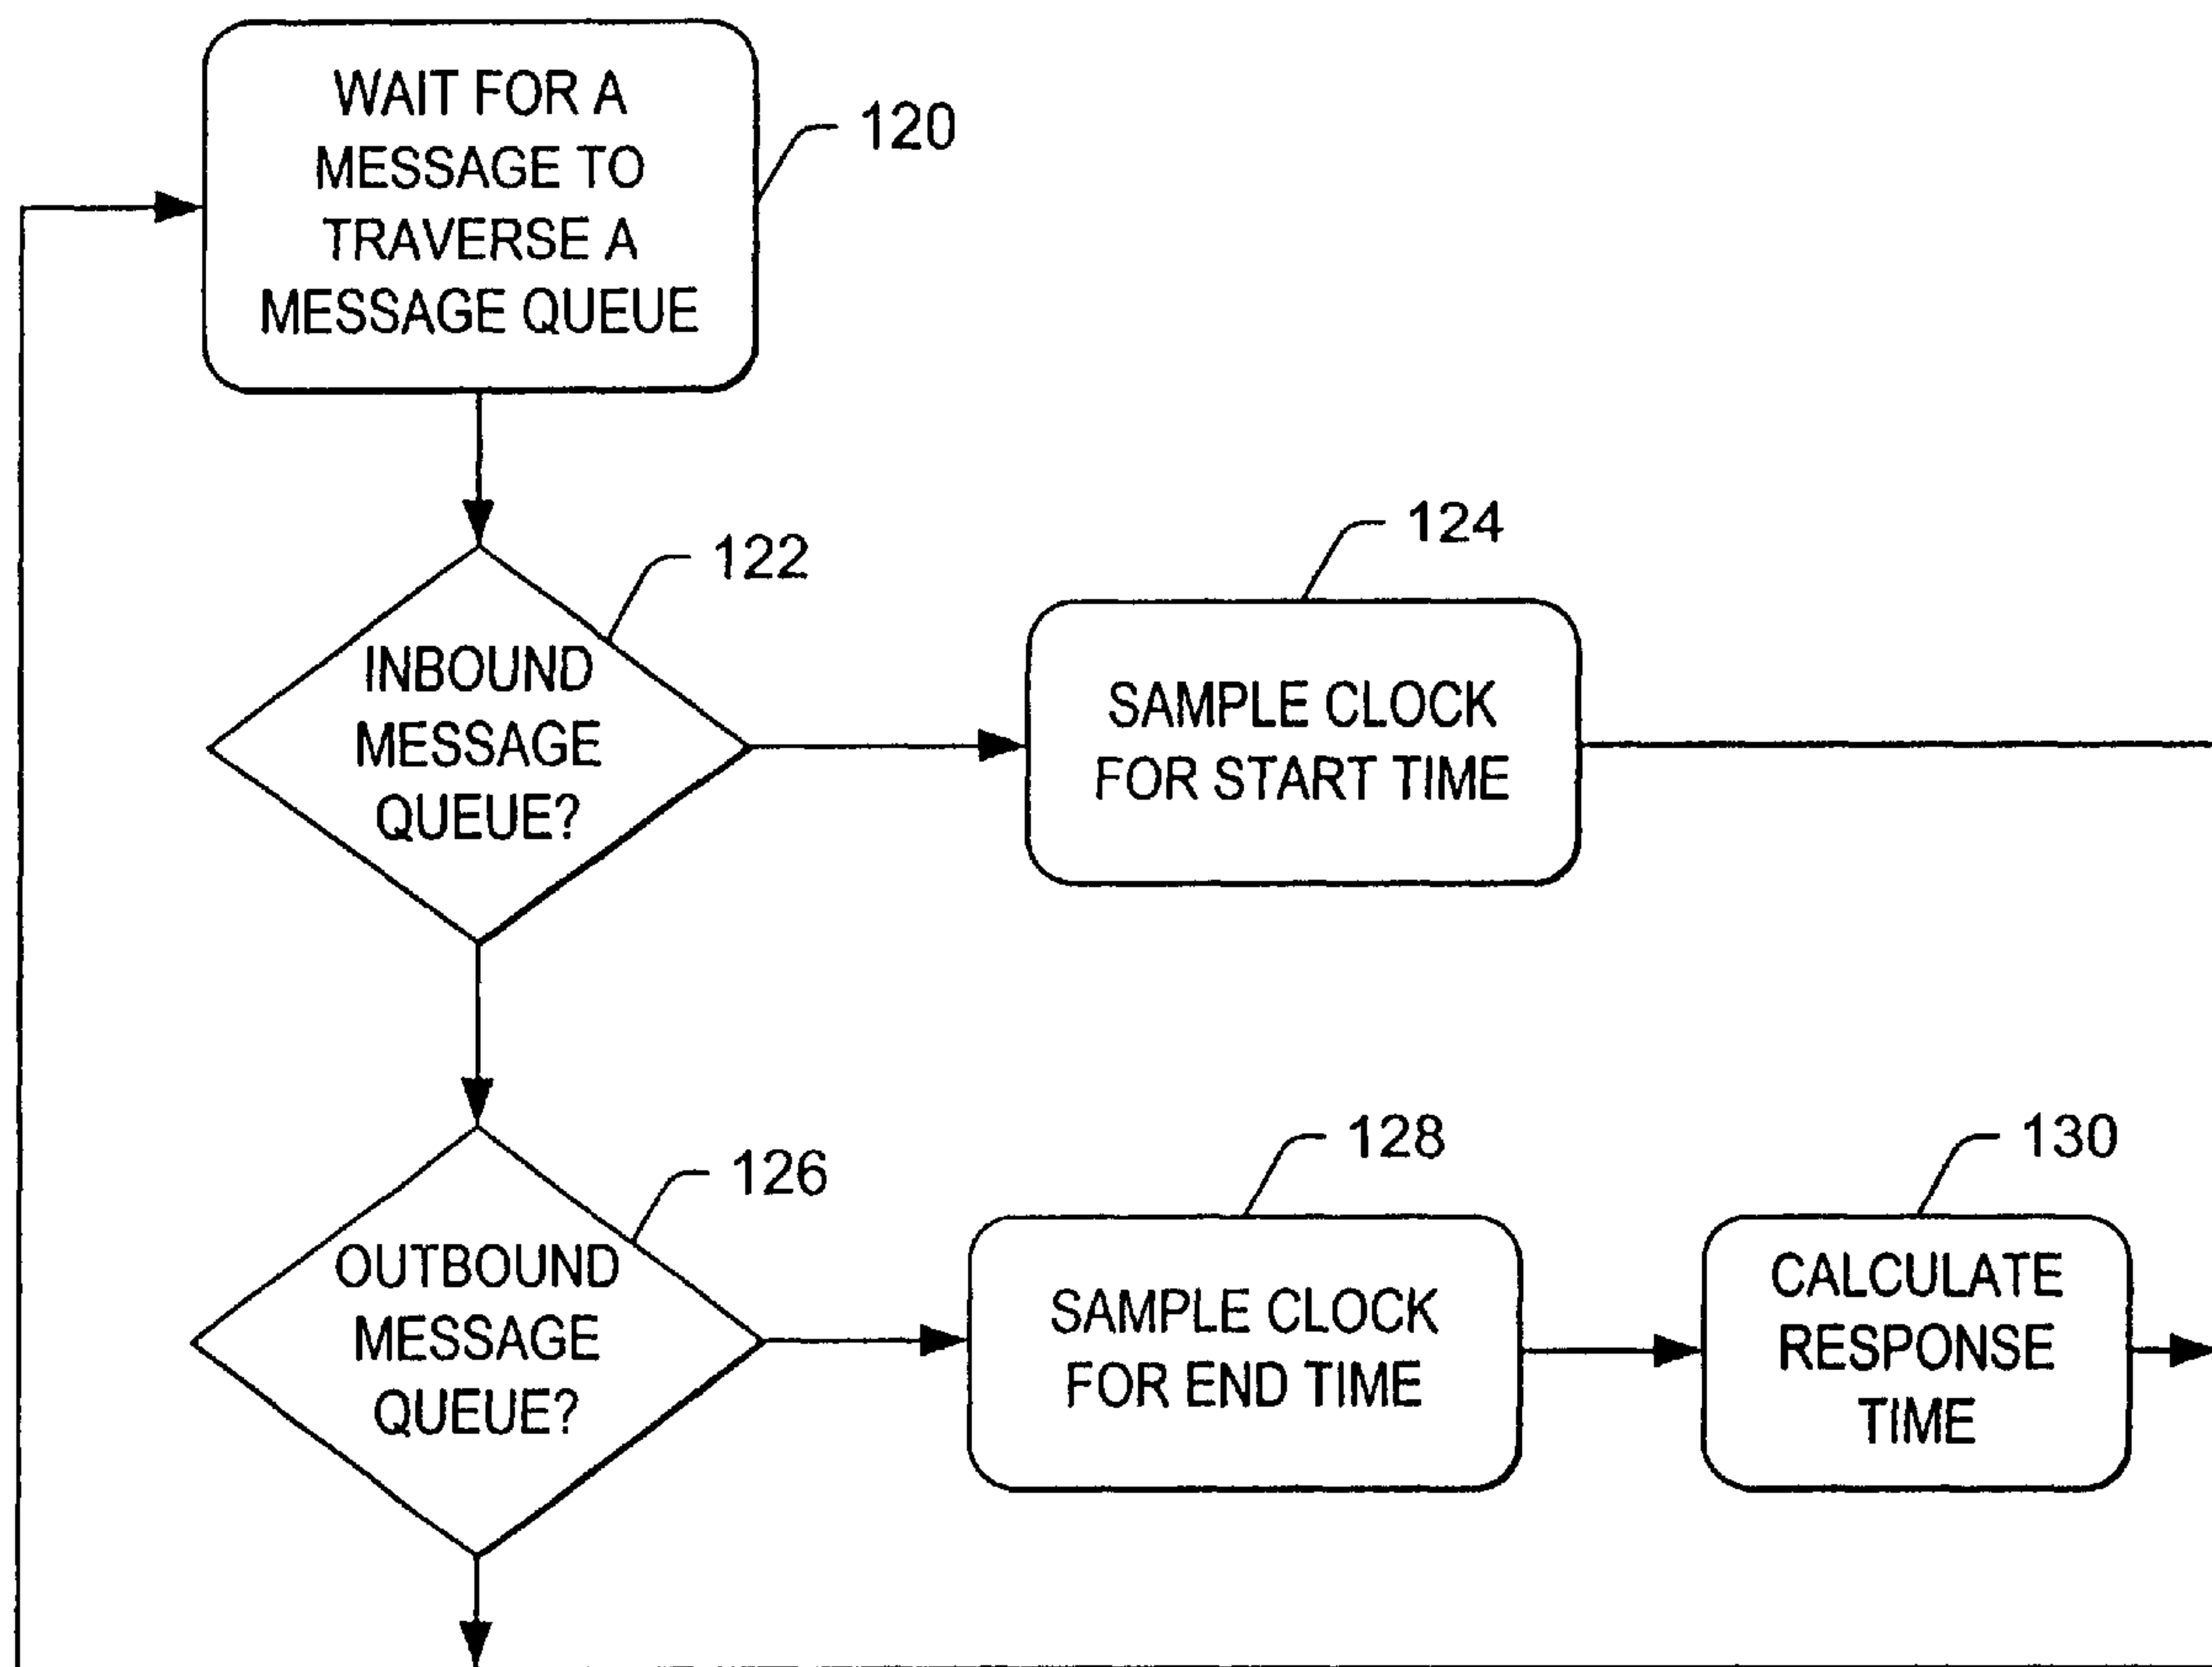 WAIT FOR A
MESSAGE TO
TRAVERSE A
MESSAGE QUEUE
120
INBOUND
MESSAGE
QUEUE?
122
SAMPLE CLOCK
FOR START TIME
124
OUTBOUND
MESSAGE
QUEUE?
126
SAMPLE CLOCK
FOR END TIME
128
CALCULATE
RESPONSE
TIME
130